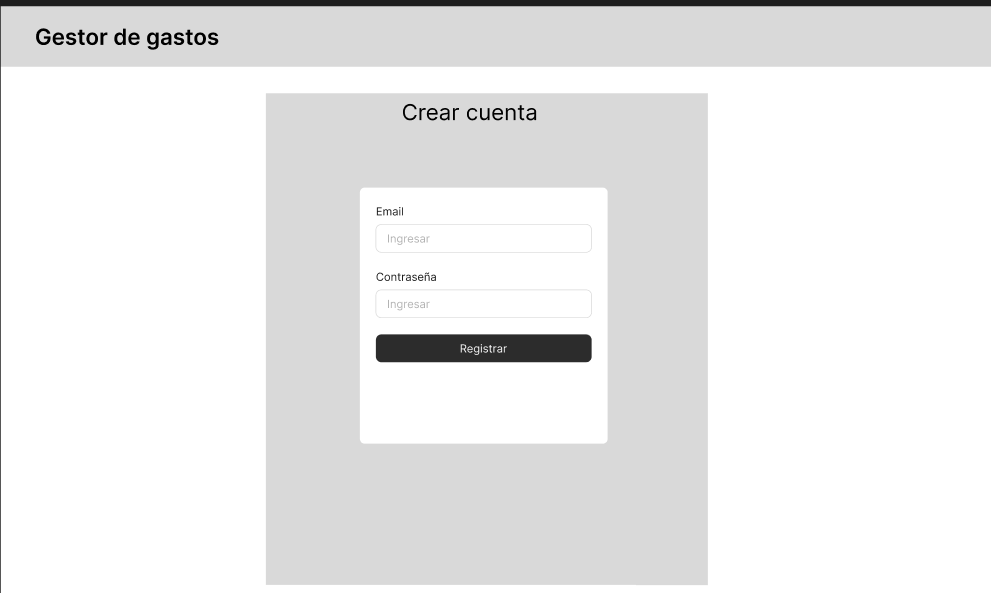 Gestor de gastos
Crear cuenta
Email
Ingresar
Contraseña
Ingresar
Registrar